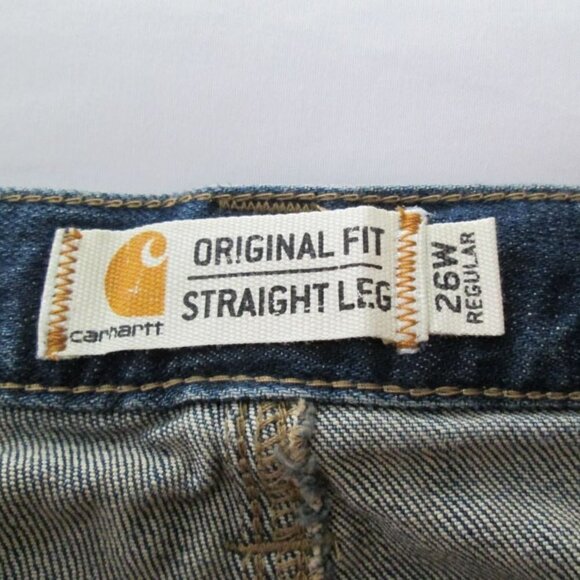 ORIGINAL FIT
STRAIGHT LEG
carhartt
26W
REGULAR